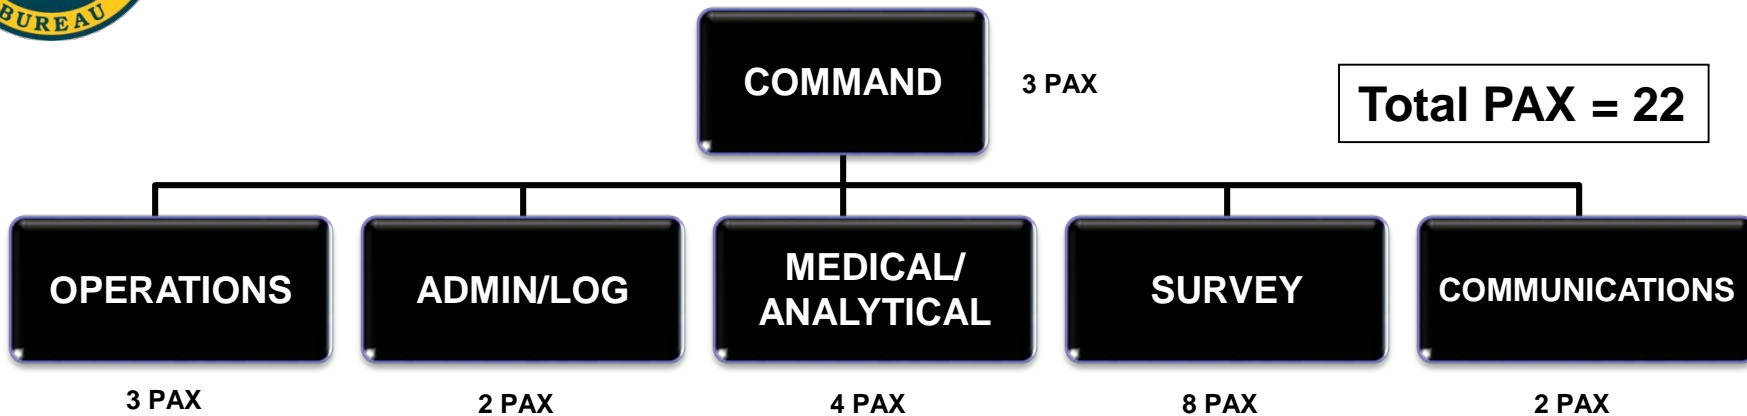 BUREAU
COMMAND
3 PAX
Total PAX = 22
OPERATIONS
ADMIN/LOG
MEDICAL/
ANALYTICAL
SURVEY
COMMUNICATIONS
3 PAX
2 PAX
4 PAX
8 PAX
2 PAX